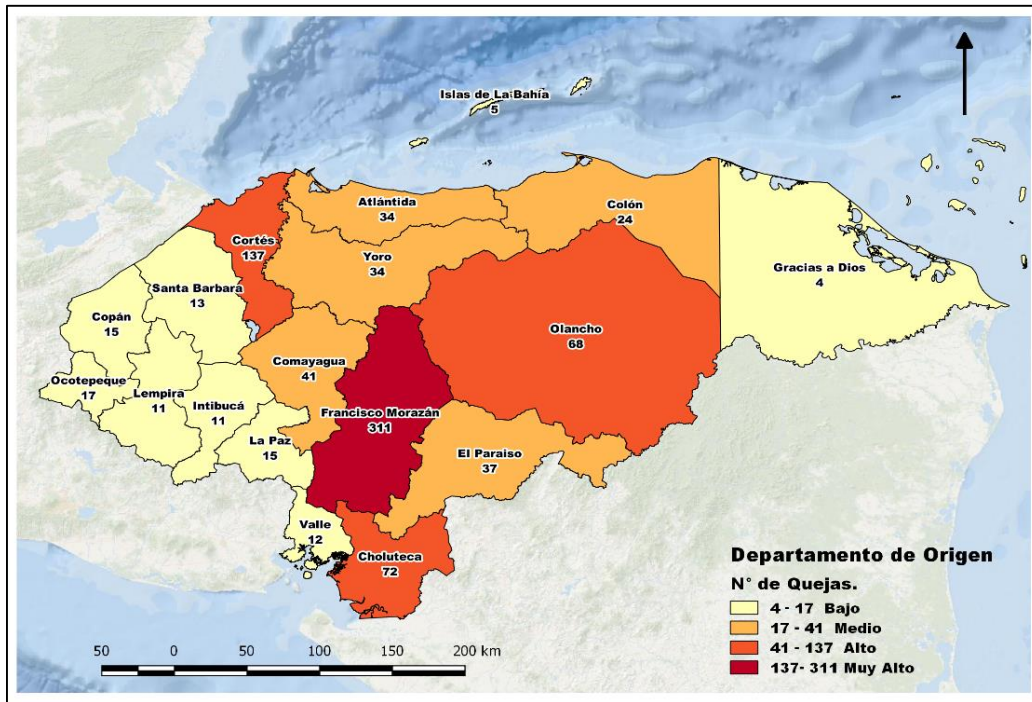 Islas de La Bahía
5
Atlántida
34
Colón
24
Cortés
137
Yoro
34
Gracias a Dios
4
Santa Barbará
13
Copán
15
Olancho
68
Comayagua
41
Ocotepeque
17
Lempira
11
Intibucá
11
Francisco Morazán
311
La Paz
15
El Paraiso
37
Valle
12
Choluteca
72
Departamento de Origen
N° de Quejas.
4 - 17 Bajo
17 - 41 Medio
41 - 137 Alto
137- 311 Muy Alto
50 0 50 100 150 200 km